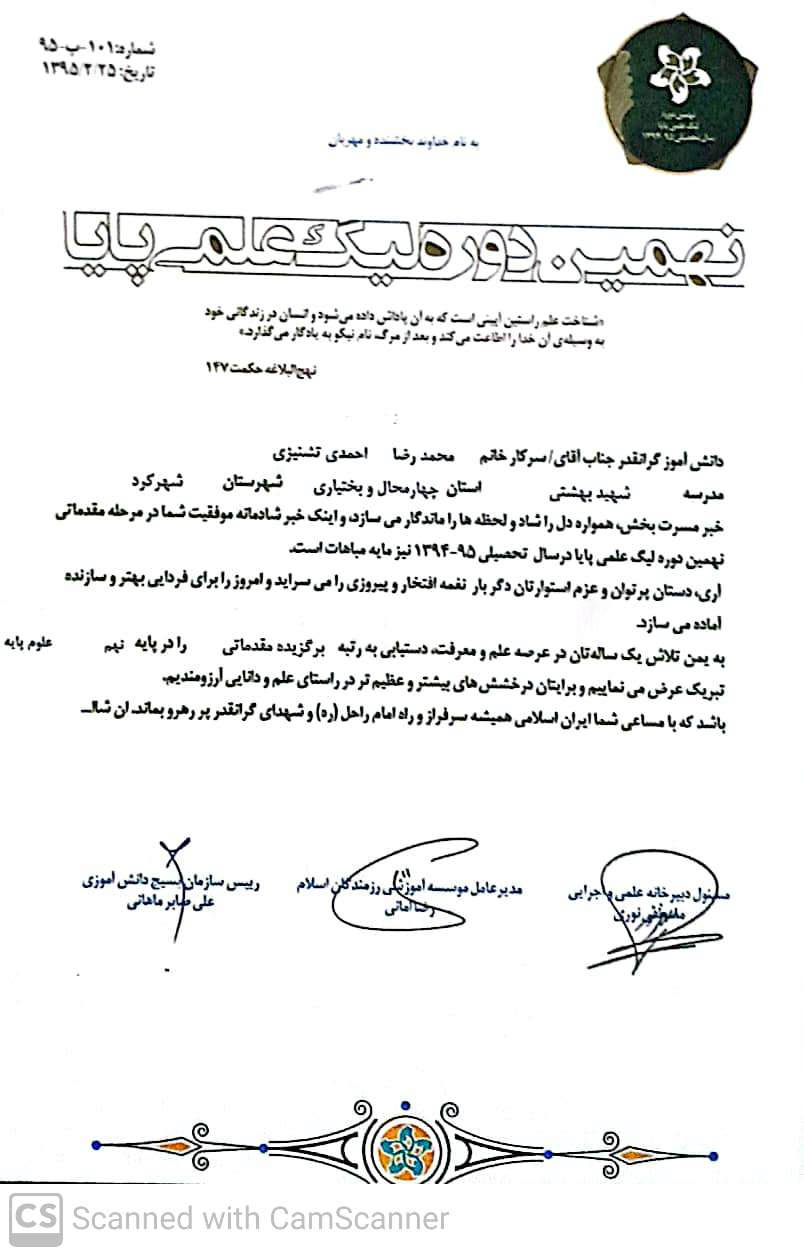 شماره: ۱۰۱-ب-۹۵
تاریخ: ۱۳۹۵/۲/۲۵
نهمین دوره
لیگ علمی پایا
سال تحصیلی ۹۵-۱۳۹۴
به نام خداوند بخشنده و مهربان
نهمین دوره لیگ علمی پایا
«شناخت علم راستین آیینی است که به آن پاداش داده می‌شود و انسان در زندگانی خود
به وسیله‌ی آن خدا را اطاعت می‌کند و بعد از مرگ، نام نیکو به یادگار می‌گذارد.»
نهج‌البلاغه حکمت ۱۴۷
دانش آموز گرانقدر جناب آقای/سرکار خانم محمد رضا احمدی تشنیزی
مدرسه شهید بهشتی استان چهارمحال و بختیاری شهرستان شهرکرد
خبر مسرت بخش، همواره دل را شاد و لحظه ها را ماندگار می سازد، و اینک خبر شادمانه موفقیت شما در مرحله مقدماتی
نهمین دوره لیگ علمی پایا درسال تحصیلی ۹۵-۱۳۹۴ نیز مایه مباهات است.
آری، دستان پرتوان و عزم استوارتان دگر بار نغمه افتخار و پیروزی را می سراید و امروز را برای فردایی بهتر و سازنده
آماده می سازد.
به یمن تلاش یک ساله‌تان در عرصه علم و معرفت، دستیابی به رتبه برگزیده مقدماتی را در پایه نهم علوم پایه
تبریک عرض می نماییم و برایتان درخشش‌های بیشتر و عظیم تر در راستای علم و دانایی آرزومندیم.
باشد که با مساعی شما ایران اسلامی همیشه سرفراز و راه امام راحل (ره) و شهدای گرانقدر پر رهرو بماند. ان شالــ
مسئول دبیرخانه علمی و اجرایی
نوری
مدیرعامل موسسه آموزشی رزمندگان اسلام
رضا امانی
رییس سازمان بسیج دانش آموزی
علی صابر ماهانی
CS Scanned with CamScanner